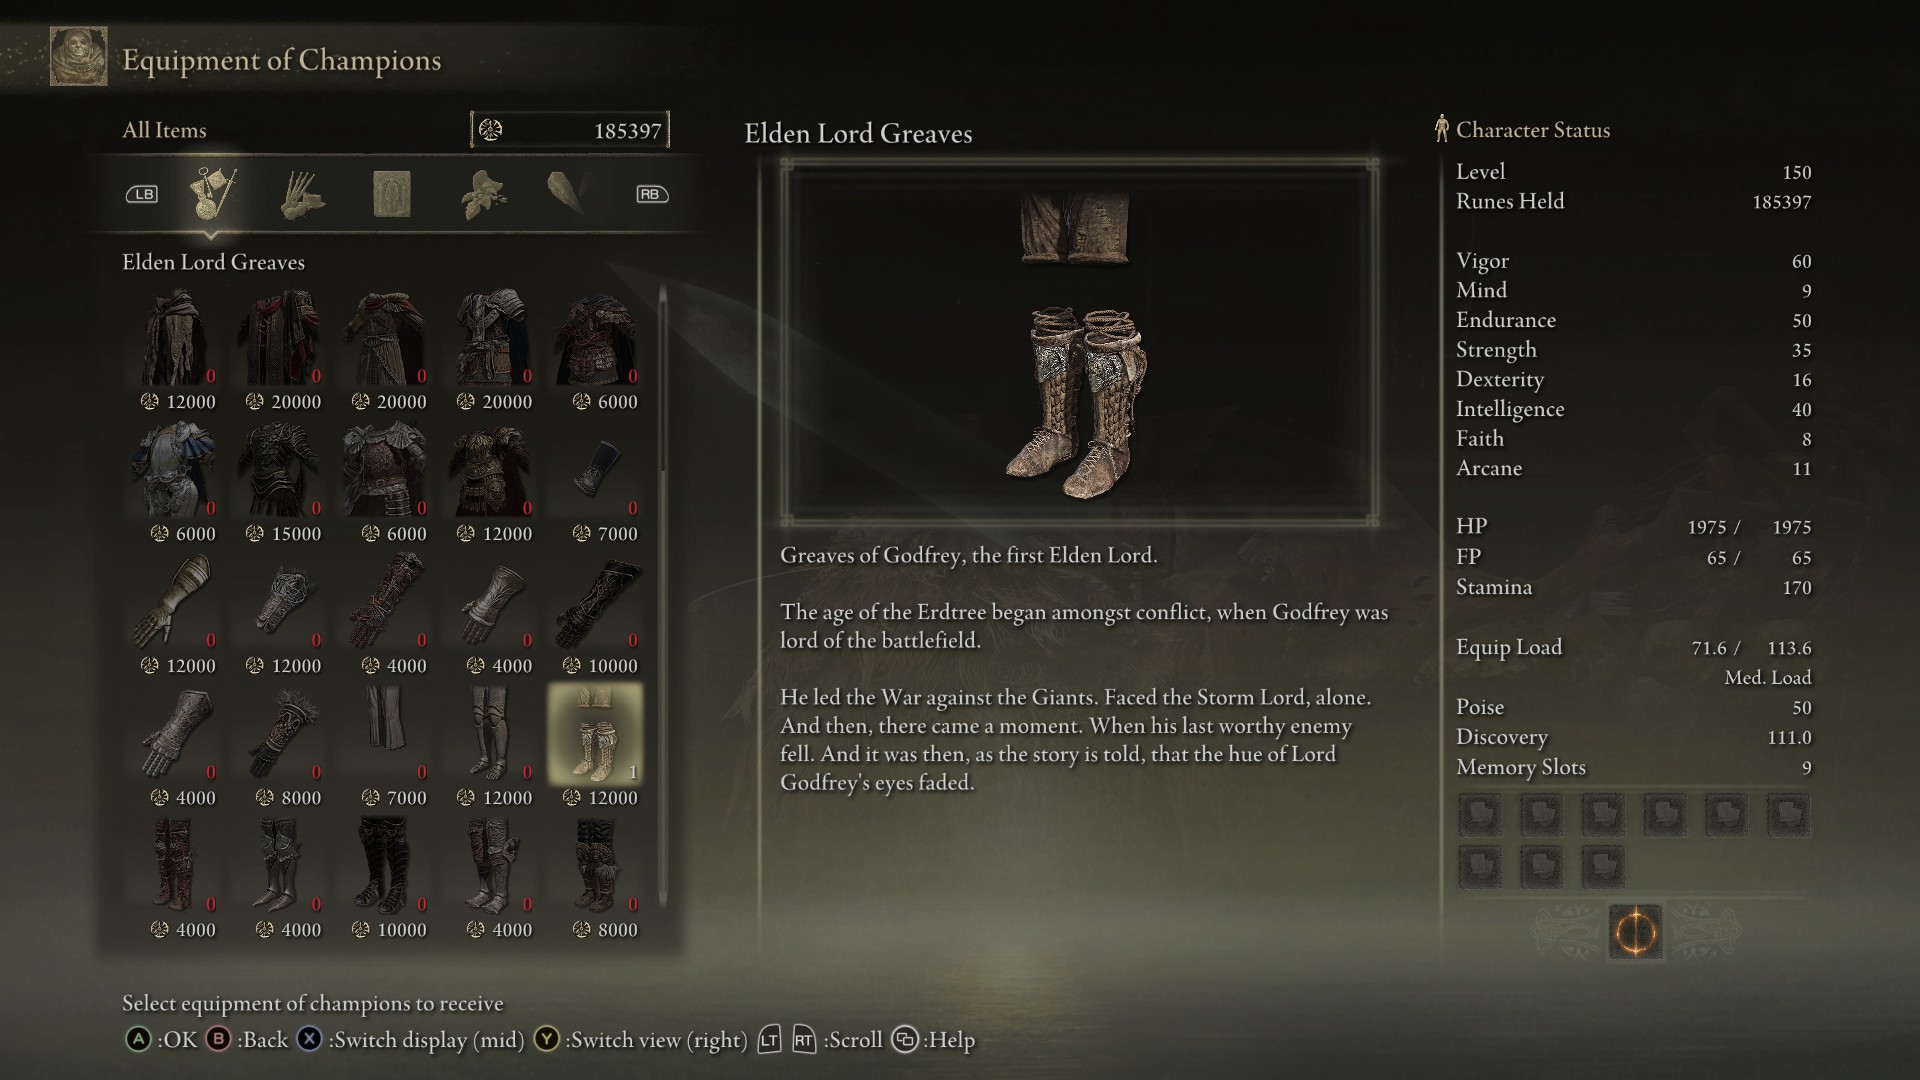 Equipment of Champions
All Items
185397
LB
RB
Elden Lord Greaves
0 0 0 0 0
12000 20000 20000 20000 6000
0 0 0 0 0
6000 15000 6000 12000 7000
0 0 0 0 0
12000 12000 4000 4000 10000
0 0 0 0 1
4000 8000 7000 12000 12000
0 0 0 0 0
4000 4000 10000 4000 8000
Elden Lord Greaves
Greaves of Godfrey, the first Elden Lord.
The age of the Erdtree began amongst conflict, when Godfrey was
lord of the battlefield.
He led the War against the Giants. Faced the Storm Lord, alone.
And then, there came a moment. When his last worthy enemy
fell. And it was then, as the story is told, that the hue of Lord
Godfrey's eyes faded.
Character Status
Level 150
Runes Held 185397
Vigor 60
Mind 9
Endurance 50
Strength 35
Dexterity 16
Intelligence 40
Faith 8
Arcane 11
HP 1975 / 1975
FP 65 / 65
Stamina 170
Equip Load 71.6 / 113.6
Med. Load
Poise 50
Discovery 111.0
Memory Slots 9
Select equipment of champions to receive
A :OK B :Back X :Switch display (mid) Y :Switch view (right) LT RT :Scroll :Help